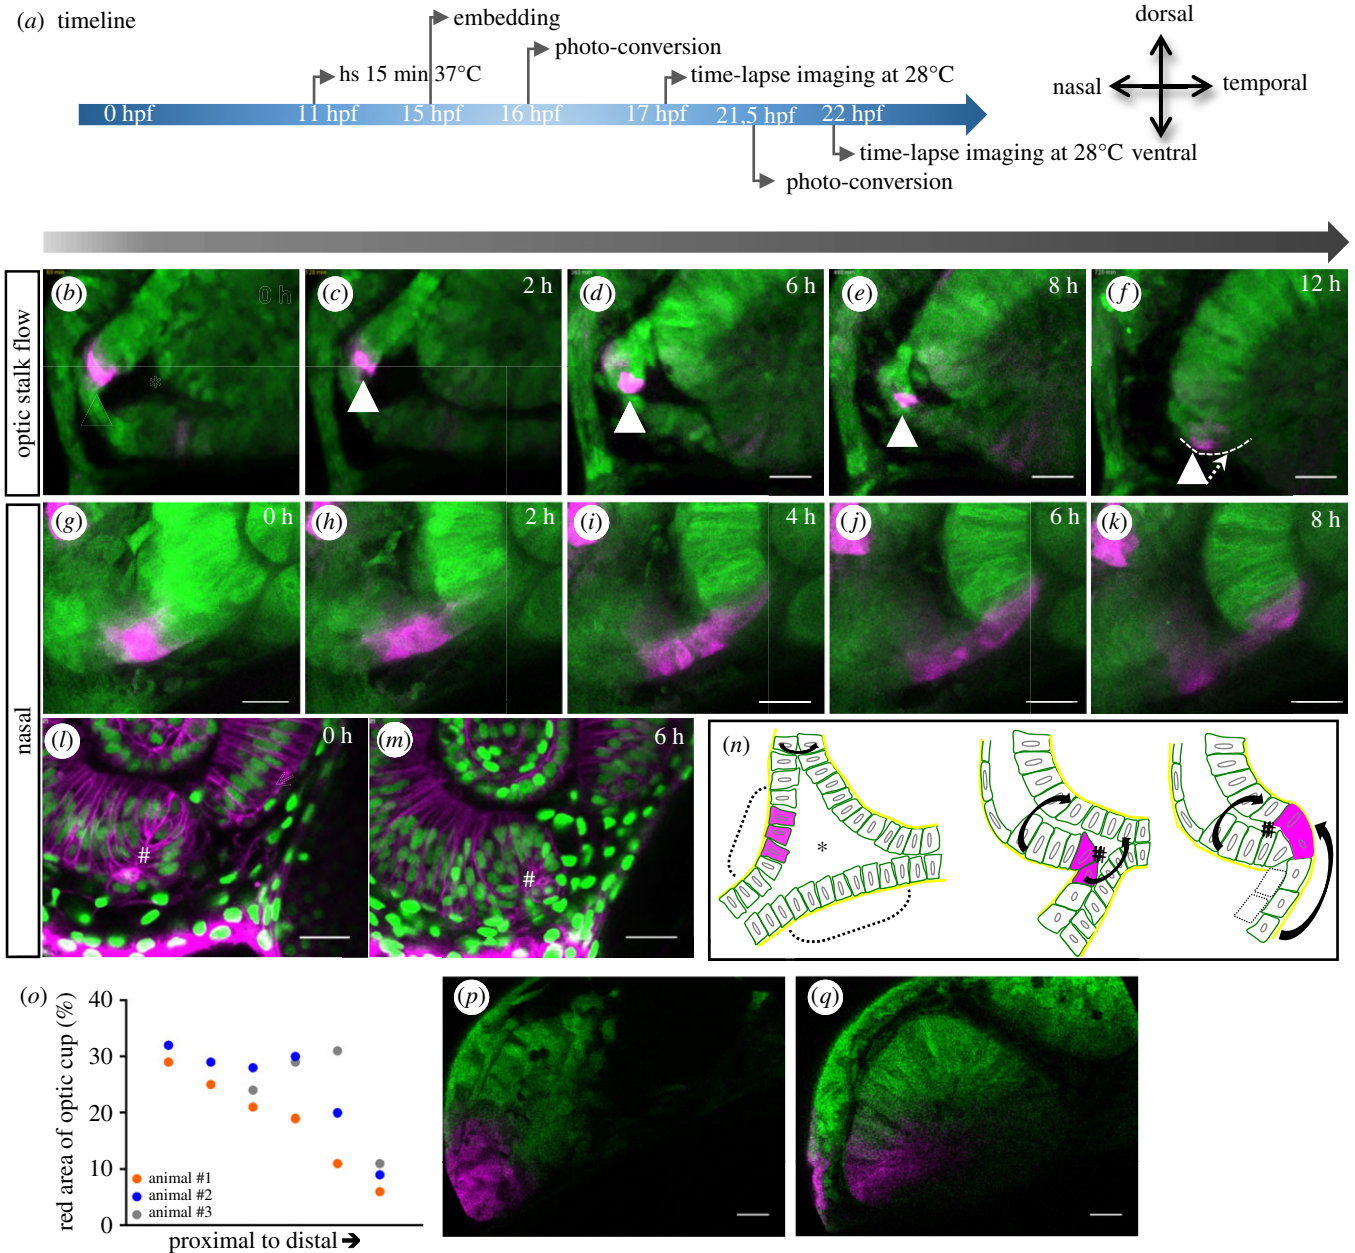 (a) timeline
embedding
photo-conversion
hs 15 min 37°C
time-lapse imaging at 28°C
0 hpf 11 hpf 15 hpf 16 hpf 17 hpf 21,5 hpf 22 hpf
time-lapse imaging at 28°C
photo-conversion
dorsal
nasal temporal
ventral
optic stalk flow
(b) 0 h
*
(c) 2 h
(d) 6 h
(e) 8 h
(f) 12 h
nasal
(g) 0 h
(h) 2 h
(i) 4 h
(j) 6 h
(k) 8 h
(l) 0 h
#
(m) 6 h
#
(n)
*
#
#
(o)
red area of optic cup (%)
40
30
20
10
0
animal #1
animal #2
animal #3
proximal to distal
(p)
(q)